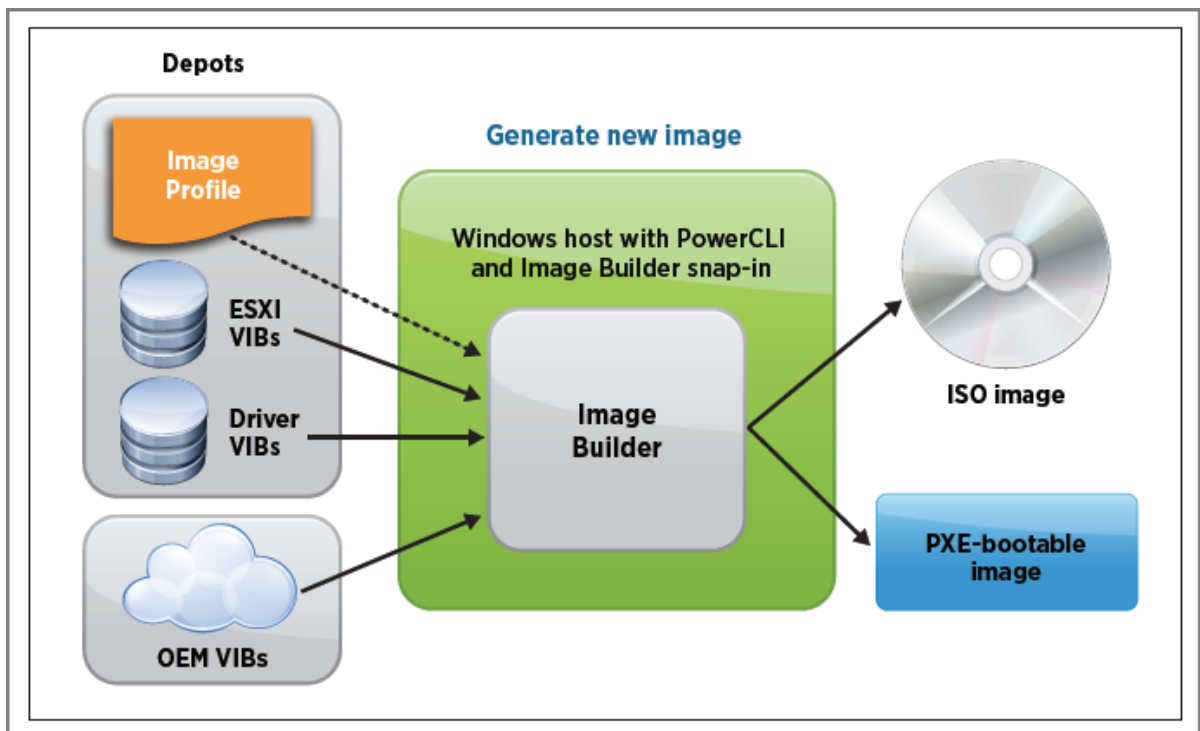 Depots
Image
Profile
ESXI
VIBs
Driver
VIBs
OEM VIBs
Generate new image
Windows host with PowerCLI
and Image Builder snap-in
Image
Builder
ISO image
PXE-bootable
image